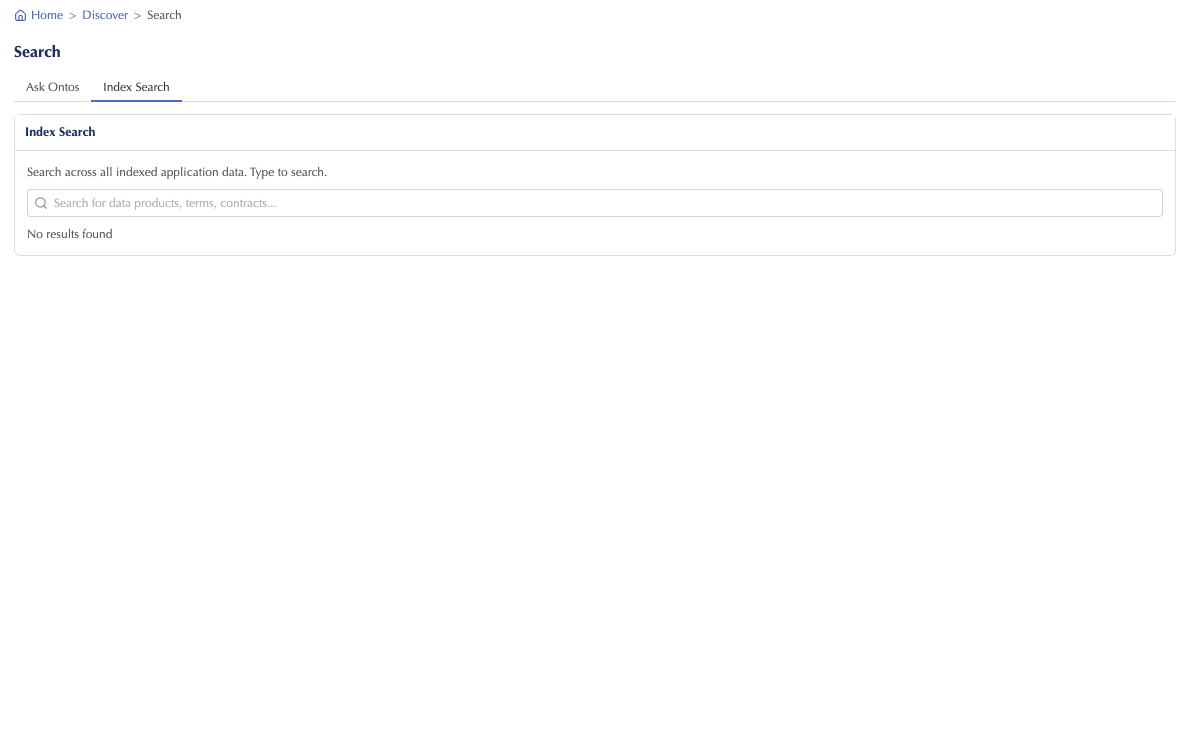 Home > Discover > Search
Search
Ask Ontos Index Search
Index Search
Search across all indexed application data. Type to search.
Search for data products, terms, contracts...
No results found